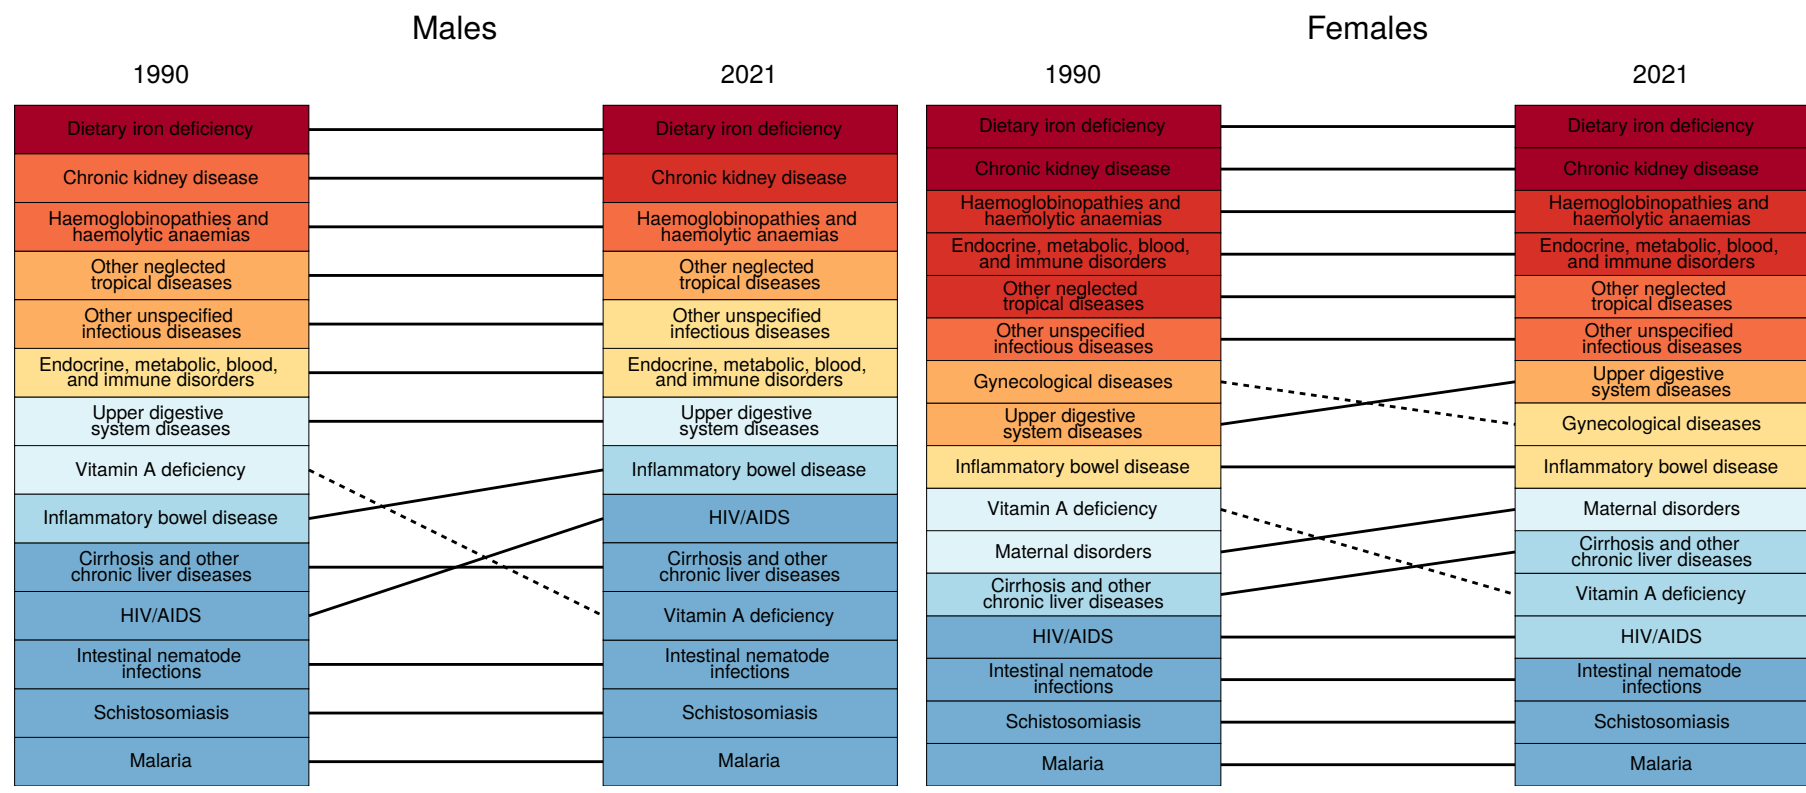 Males
1990
2021
Dietary iron deficiency
Chronic kidney disease
Haemoglobinopathies and
haemolytic anaemias
Other neglected
tropical diseases
Other unspecified
infectious diseases
Endocrine, metabolic, blood,
and immune disorders
Upper digestive
system diseases
Vitamin A deficiency
Inflammatory bowel disease
Cirrhosis and other
chronic liver diseases
HIV/AIDS
Intestinal nematode
infections
Schistosomiasis
Malaria
Dietary iron deficiency
Chronic kidney disease
Haemoglobinopathies and
haemolytic anaemias
Other neglected
tropical diseases
Other unspecified
infectious diseases
Endocrine, metabolic, blood,
and immune disorders
Upper digestive
system diseases
Inflammatory bowel disease
HIV/AIDS
Cirrhosis and other
chronic liver diseases
Vitamin A deficiency
Intestinal nematode
infections
Schistosomiasis
Malaria
Females
1990
2021
Dietary iron deficiency
Chronic kidney disease
Haemoglobinopathies and
haemolytic anaemias
Endocrine, metabolic, blood,
and immune disorders
Other neglected
tropical diseases
Other unspecified
infectious diseases
Gynecological diseases
Upper digestive
system diseases
Inflammatory bowel disease
Vitamin A deficiency
Maternal disorders
Cirrhosis and other
chronic liver diseases
HIV/AIDS
Intestinal nematode
infections
Schistosomiasis
Malaria
Dietary iron deficiency
Chronic kidney disease
Haemoglobinopathies and
haemolytic anaemias
Endocrine, metabolic, blood,
and immune disorders
Other neglected
tropical diseases
Other unspecified
infectious diseases
Upper digestive
system diseases
Gynecological diseases
Inflammatory bowel disease
Maternal disorders
Cirrhosis and other
chronic liver diseases
Vitamin A deficiency
HIV/AIDS
Intestinal nematode
infections
Schistosomiasis
Malaria